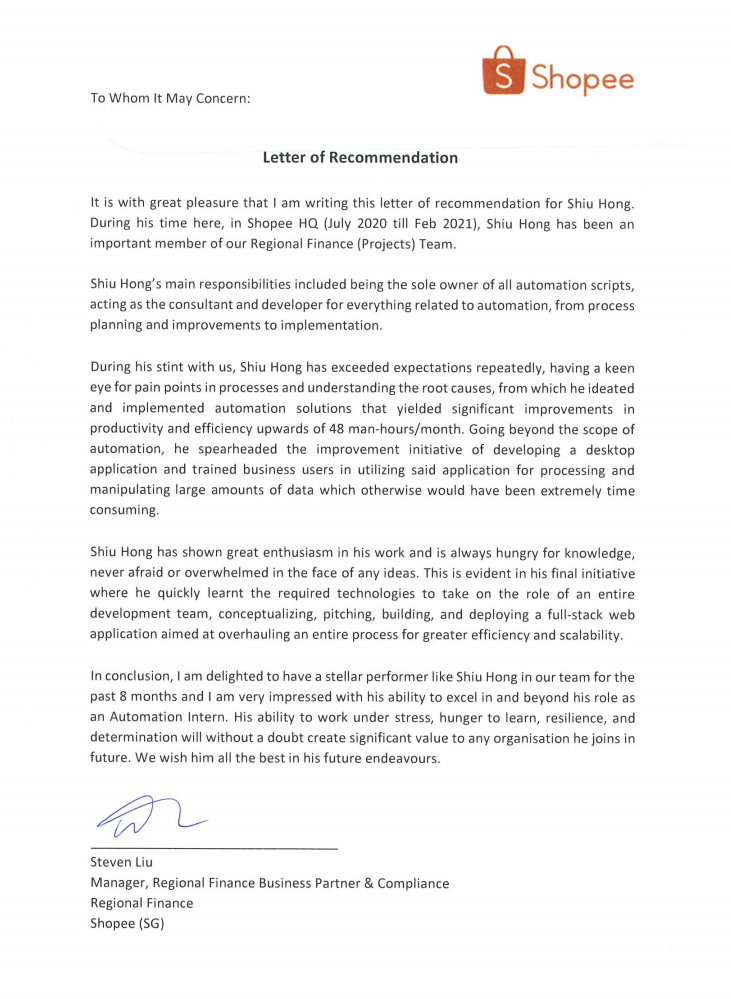 Shopee
To Whom It May Concern:
Letter of Recommendation
It is with great pleasure that I am writing this letter of recommendation for Shiu Hong.
During his time here, in Shopee HQ (July 2020 till Feb 2021), Shiu Hong has been an
important member of our Regional Finance (Projects) Team.
Shiu Hong's main responsibilities included being the sole owner of all automation scripts,
acting as the consultant and developer for everything related to automation, from process
planning and improvements to implementation.
During his stint with us, Shiu Hong has exceeded expectations repeatedly, having a keen
eye for pain points in processes and understanding the root causes, from which he ideated
and implemented automation solutions that yielded significant improvements in
productivity and efficiency upwards of 48 man-hours/month. Going beyond the scope of
automation, he spearheaded the improvement initiative of developing a desktop
application and trained business users in utilizing said application for processing and
manipulating large amounts of data which otherwise would have been extremely time
consuming.
Shiu Hong has shown great enthusiasm in his work and is always hungry for knowledge,
never afraid or overwhelmed in the face of any ideas. This is evident in his final initiative
where he quickly learnt the required technologies to take on the role of an entire
development team, conceptualizing, pitching, building, and deploying a full-stack web
application aimed at overhauling an entire process for greater efficiency and scalability.
In conclusion, I am delighted to have a stellar performer like Shiu Hong in our team for the
past 8 months and I am very impressed with his ability to excel in and beyond his role as
an Automation Intern. His ability to work under stress, hunger to learn, resilience, and
determination will without a doubt create significant value to any organisation he joins in
future. We wish him all the best in his future endeavours.
Steven Liu
Manager, Regional Finance Business Partner & Compliance
Regional Finance
Shopee (SG)